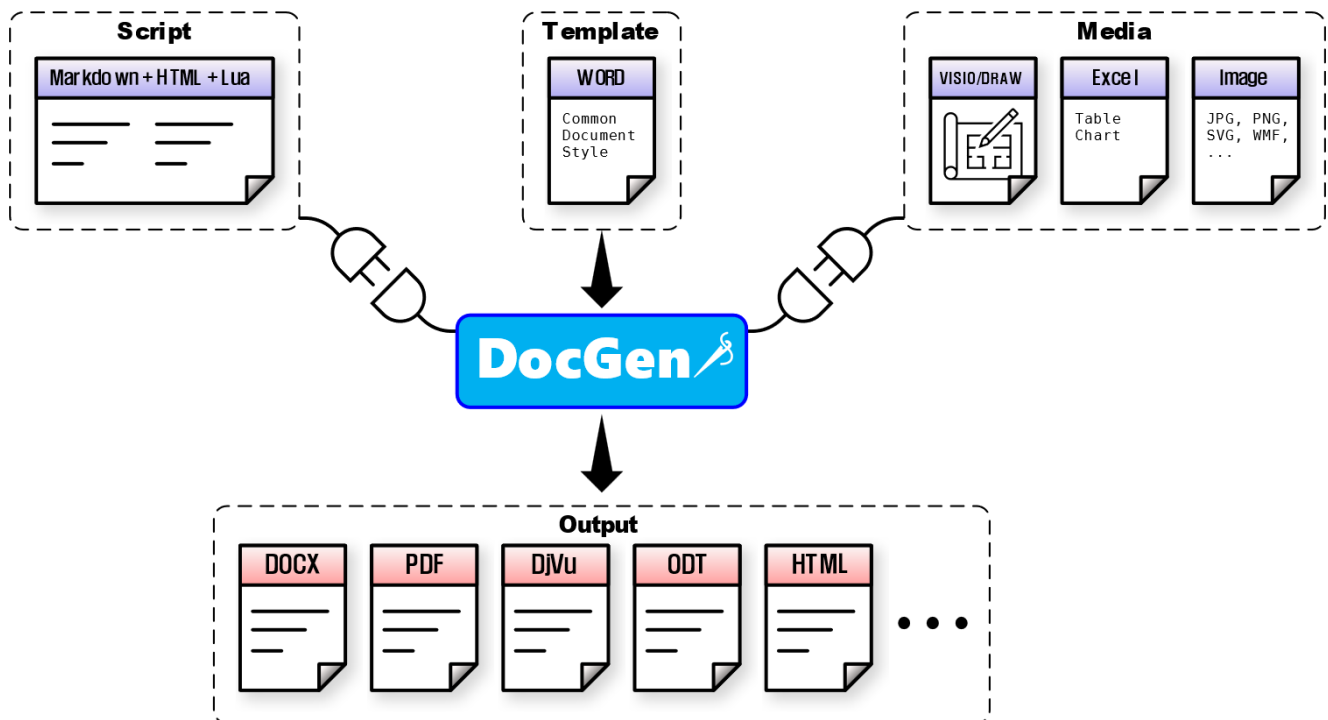 Script
Markdown + HTML + Lua
Template
WORD
Common
Document
Style
Media
VISIO/DRAW
Excel
Table
Chart
Image
JPG, PNG,
SVG, WMF,
...
DocGen
Output
DOCX
PDF
DjVu
ODT
HTML